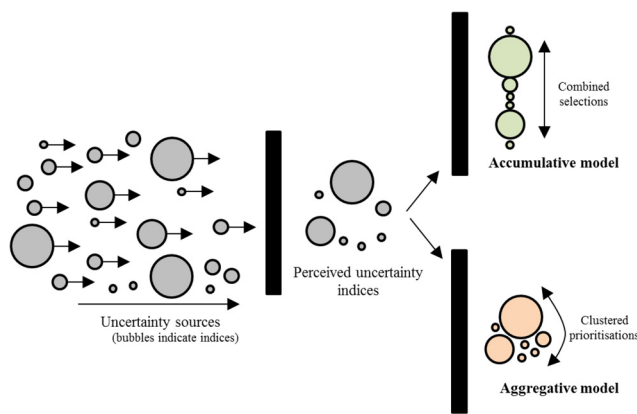 Combined
selections
Accumulative model
Perceived uncertainty
indices
Uncertainty sources
(bubbles indicate indices)
Clustered
prioritisations
Aggregative model